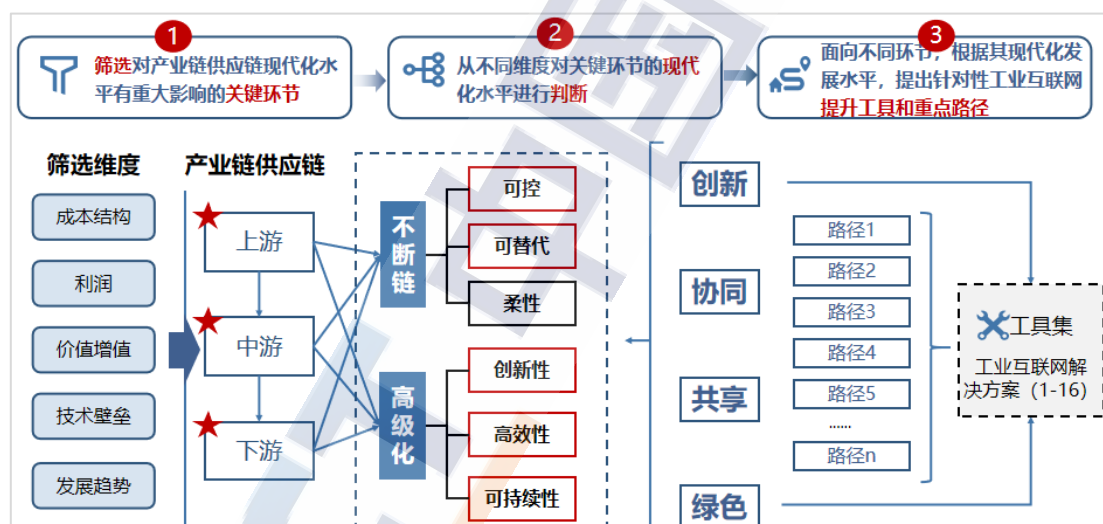 1
筛选对产业链供应链现代化水
平有重大影响的关键环节
2
从不同维度对关键环节的现代
化水平进行判断
3
面向不同环节，根据其现代化发
展水平，提出针对性工业互联网
提升工具和重点路径
筛选维度
成本结构
利润
价值增值
技术壁垒
发展趋势
产业链供应链
上游
中游
下游
不断链
可控
可替代
柔性
高级化
创新性
高效性
可持续性
创新
协同
共享
绿色
路径1
路径2
路径3
路径4
路径5
......
路径n
工具集
工业互联网解
决方案（1-16）